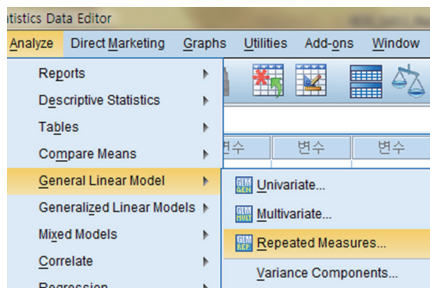 tistics Data Editor
Analyze Direct Marketing Graphs Utilities Add-ons Window
Reports
Descriptive Statistics
Tables
Compare Means
변수 변수 변수
General Linear Model
Univariate...
Generalized Linear Models
Multivariate...
Mixed Models
Repeated Measures...
Correlate
Variance Components...
Regression